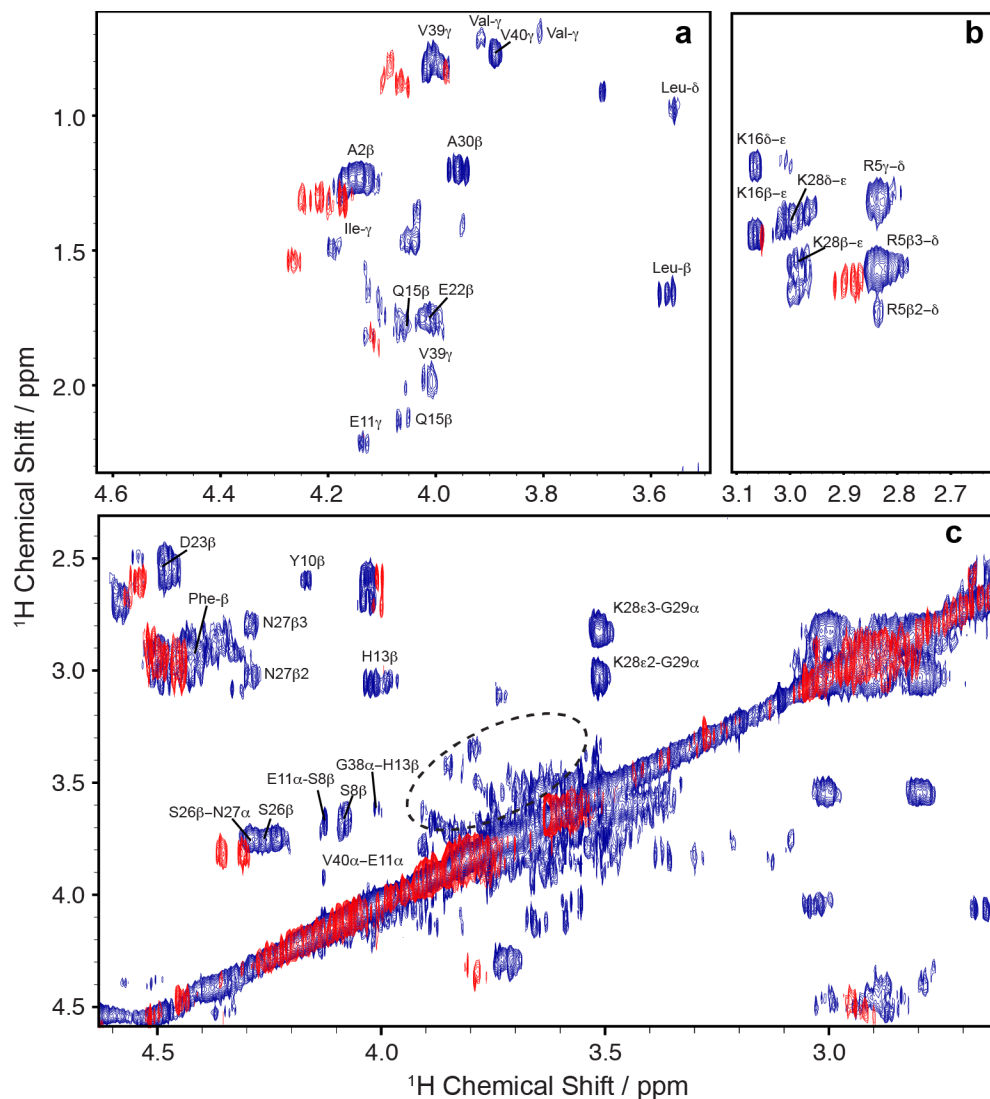 a
V39γ
Val-γ
V40γ
Val-γ
Leu-δ
A2β
A30β
Ile-γ
Leu-β
Q15β
E22β
V39γ
E11γ
Q15β
1.0
1.5
2.0
4.6
4.4
4.2
4.0
3.8
3.6
b
K16δ–ε
K28δ–ε
R5γ–δ
K16β–ε
K28β–ε
R5β3–δ
R5β2–δ
3.1
3.0
2.9
2.8
2.7
¹H Chemical Shift / ppm
c
D23β
Y10β
Phe-β
N27β3
K28ε3-G29α
N27β2
H13β
K28ε2-G29α
G38α–H13β
E11α-S8β
S8β
S26β–N27α
S26β
V40α–E11α
2.5
3.0
3.5
4.0
4.5
4.5
4.0
3.5
3.0
¹H Chemical Shift / ppm